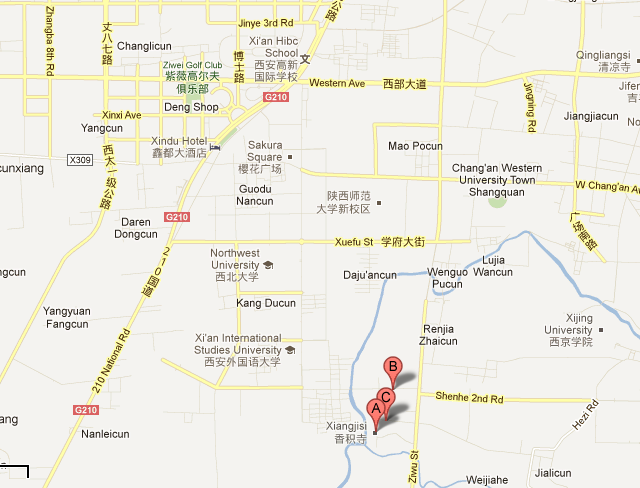 Zhangba 8th Rd
丈八七路
Changlicun
Jinye 3rd Rd
公路
Xi'an Hibc
School
西安高新
国际学校
博士路
Ziwei Golf Club
紫薇高尔夫
俱乐部
Qingliangsi
清凉寺
Western Ave
西部大道
G210
Deng Shop
Xinxi Ave
Yangcun
Jingning Rd
Jiangjiacun
Xindu Hotel
鑫都大酒店
X309
西太一级公路
Sakura
Square
樱花广场
Mao Pocun
Chang'an Western
University Town
Shangquan
W Chang'an Av
Guodu
Nancun
陕西师范
大学新校区
广场南路
G210
Daren
Dongcun
210国道
Xuefu St
学府大街
Northwest
University
西北大学
Daju'ancun
Wenguo
Pucun
Lujia
Wancun
Kang Ducun
Yangyuan
Fangcun
Renjia
Zhaicun
Xijing
University
西京学院
Xi'an International
Studies University
西安外国语大学
210 National Rd
B
C
A
Shenhe 2nd Rd
Hezi Rd
G210
Nanleicun
Xiangjisi
香积寺
Ziwu St
Jialicun
Weijiahe